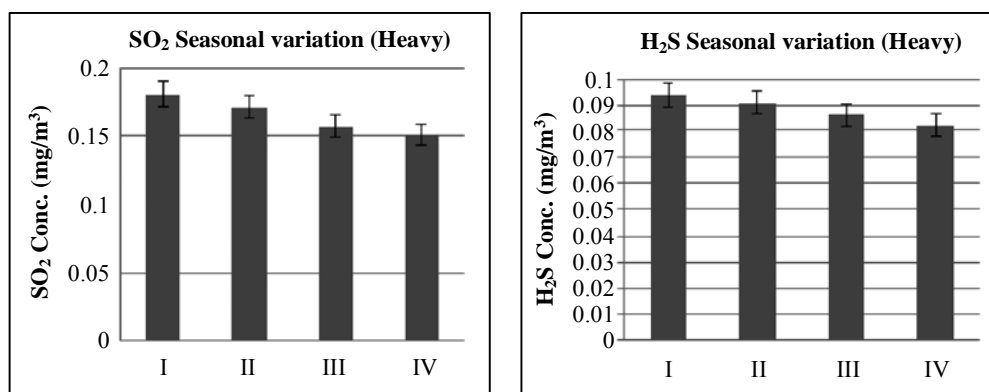 SO₂ Seasonal variation (Heavy)
SO₂ Conc. (mg/m³)
0.2
0.15
0.1
0.05
0
I II III IV
H₂S Seasonal variation (Heavy)
H₂S Conc. (mg/m³)
0.1
0.09
0.08
0.07
0.06
0.05
0.04
0.03
0.02
0.01
0
I II III IV